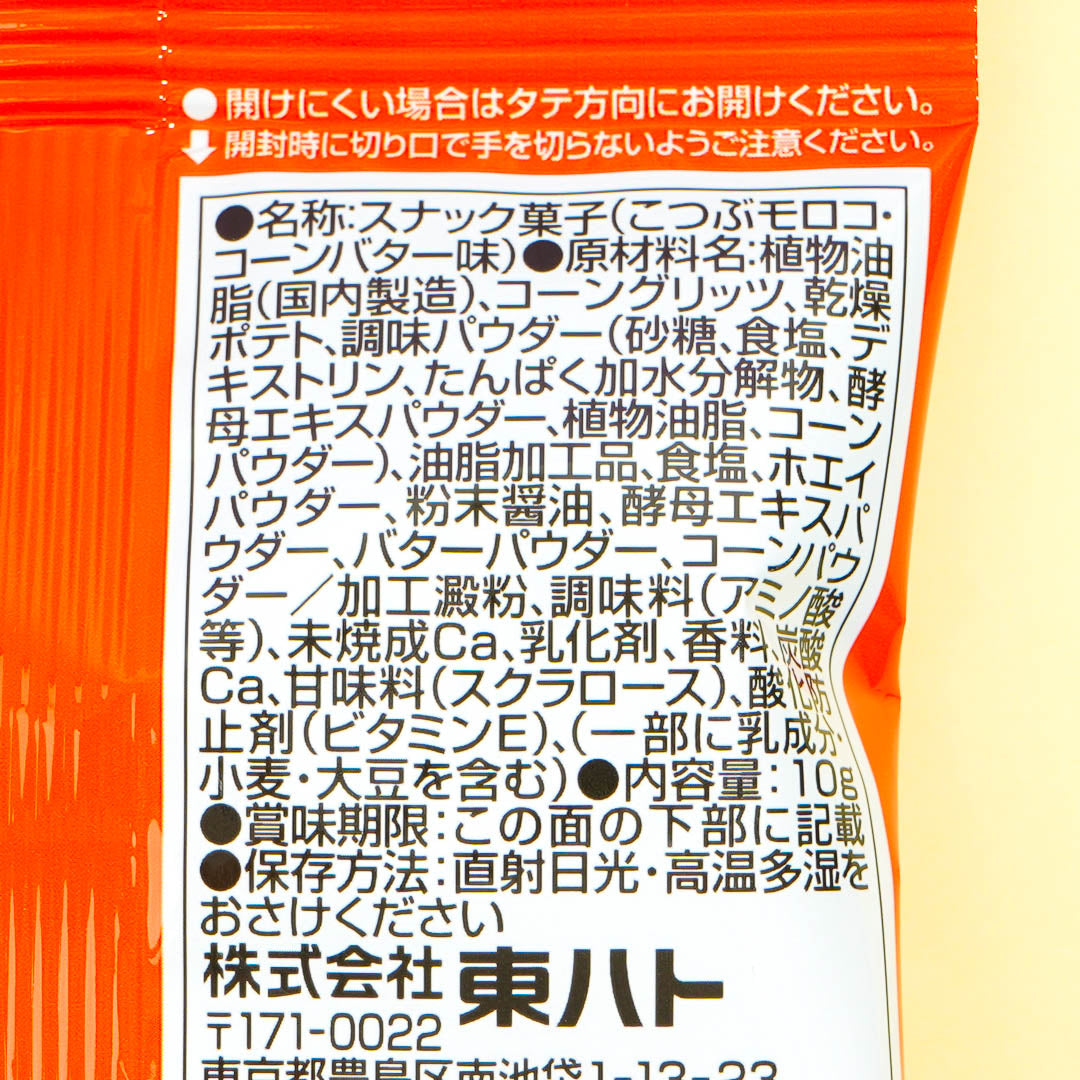 ●開けにくい場合はタテ方向にお開けください。
↓開封時に切り口で手を切らないようご注意ください。
●名称:スナック菓子(こつぶモロコ・
コーンバター味)●原材料名:植物油
脂(国内製造)、コーングリッツ、乾燥
ポテト、調味パウダー(砂糖、食塩、デ
キストリン、たんぱく加水分解物、酵
母エキスパウダー、植物油脂、コーン
パウダー)、油脂加工品、食塩、ホエイ
パウダー、粉末醤油、酵母エキスパ
ウダー、バターパウダー、コーンパウ
ダー／加工澱粉、調味料(アミノ酸
等)、未焼成Ca、乳化剤、香料、炭酸
Ca、甘味料(スクラロース)、酸化防
止剤(ビタミンE)、(一部に乳成分・
小麦・大豆を含む)●内容量:10g
●賞味期限:この面の下部に記載
●保存方法:直射日光・高温多湿を
おさけください
株式会社東ハト
〒171-0022
東京都豊島区南池袋1-13-23